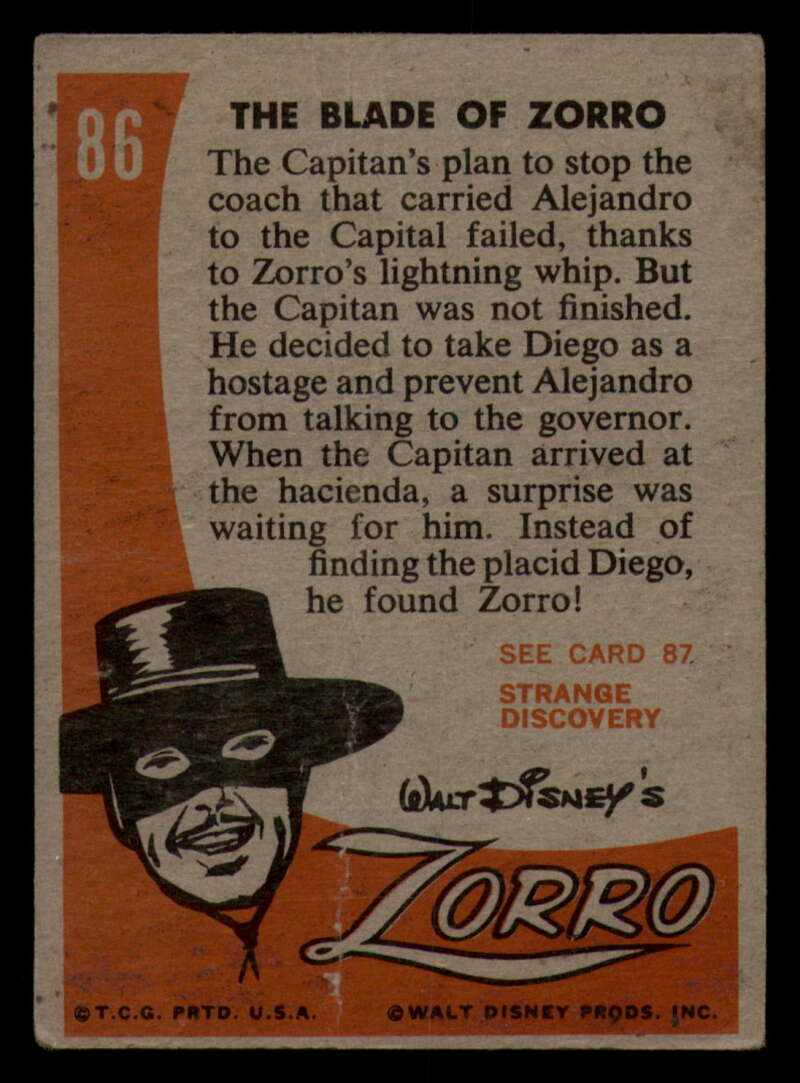 86
THE BLADE OF ZORRO
The Capitan's plan to stop the
coach that carried Alejandro
to the Capital failed, thanks
to Zorro's lightning whip. But
the Capitan was not finished.
He decided to take Diego as a
hostage and prevent Alejandro
from talking to the governor.
When the Capitan arrived at
the hacienda, a surprise was
waiting for him. Instead of
finding the placid Diego,
he found Zorro!
SEE CARD 87
STRANGE
DISCOVERY
WALT DISNEY'S
ZORRO
©T.C.G. PRTD. U.S.A. ©WALT DISNEY PRODS. INC.